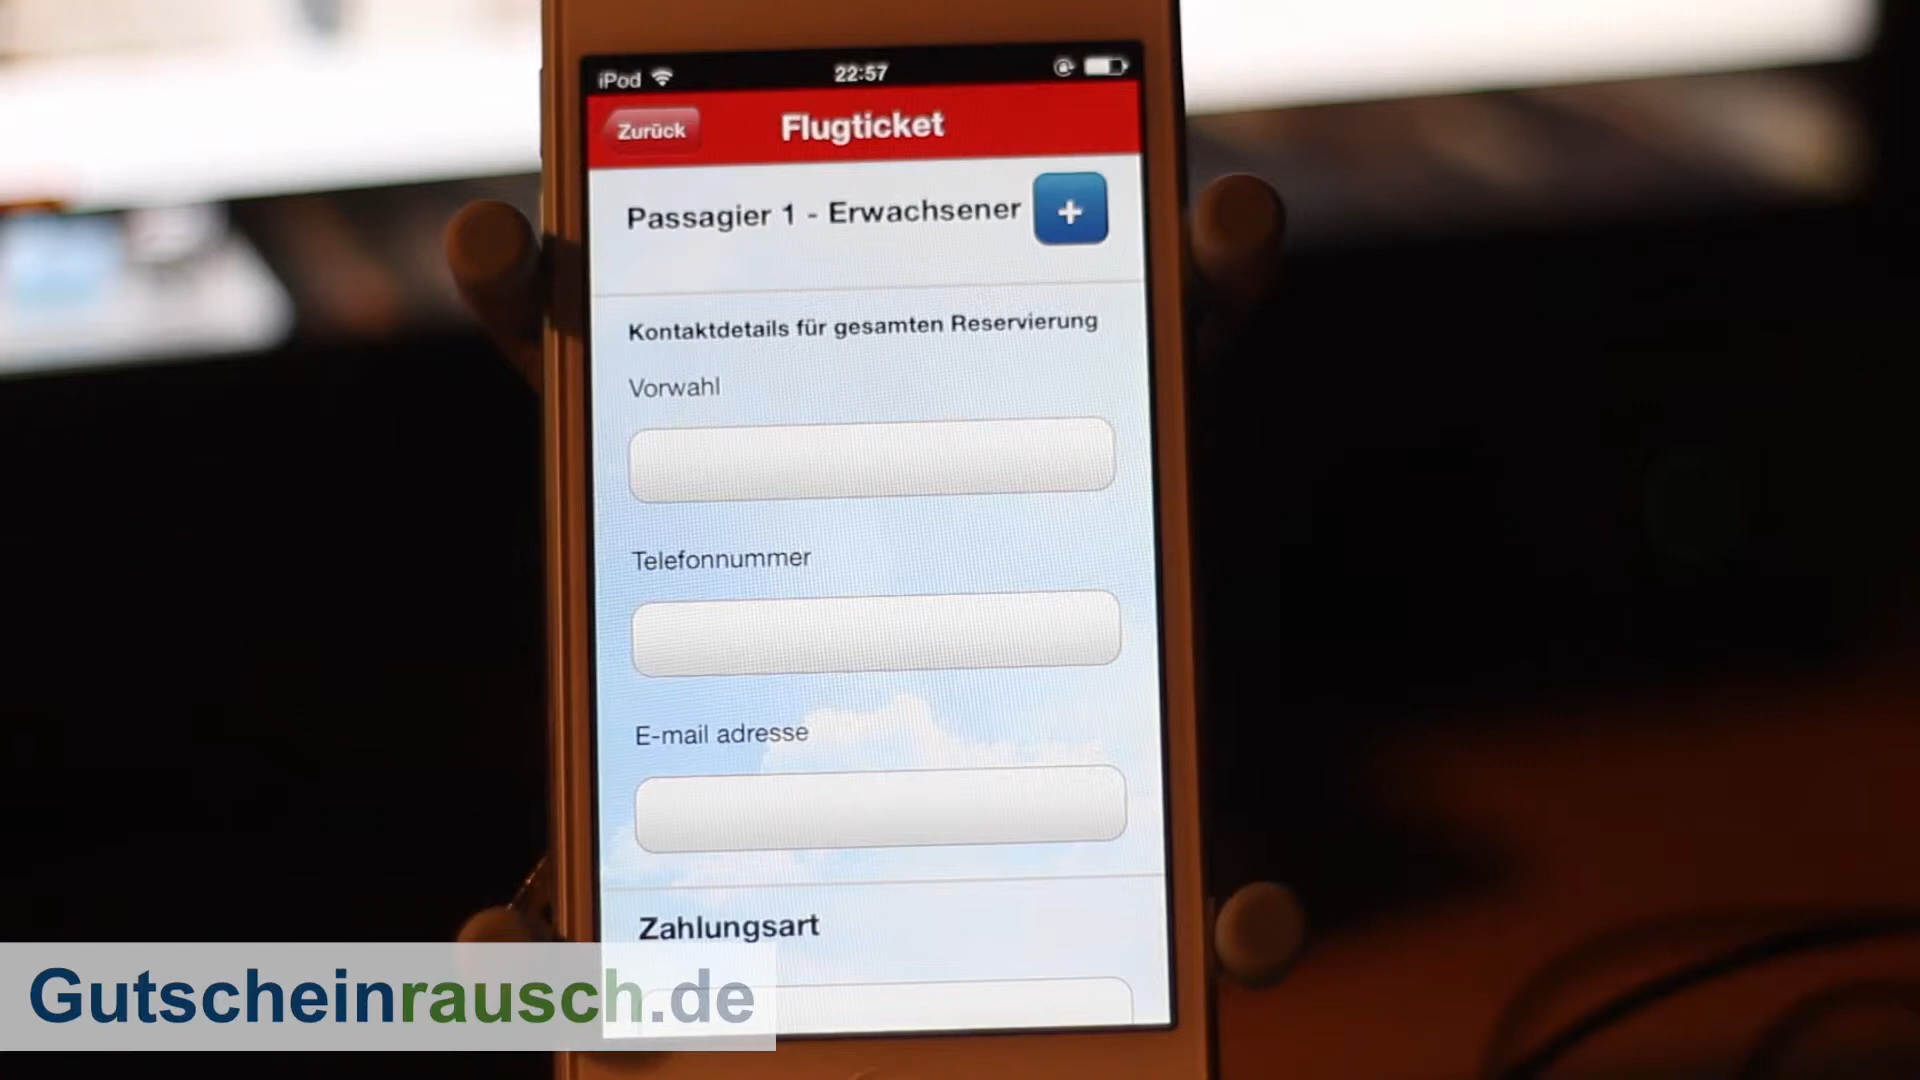 iPod
22:57
Zurück
Flugticket
Passagier 1 - Erwachsener
+
Kontaktdetails für gesamten Reservierung
Vorwahl
Telefonnummer
E-mail adresse
Zahlungsart
Gutscheinrausch.de